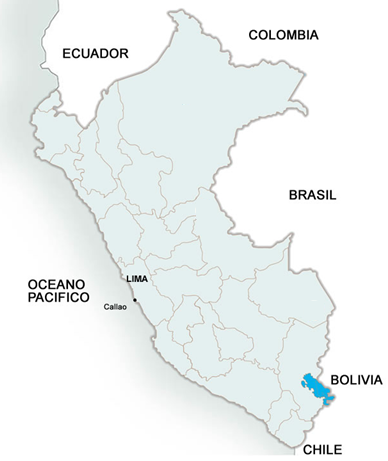 COLOMBIA
ECUADOR
BRASIL
LIMA
OCEANO
PACIFICO
Callao
BOLIVIA
CHILE